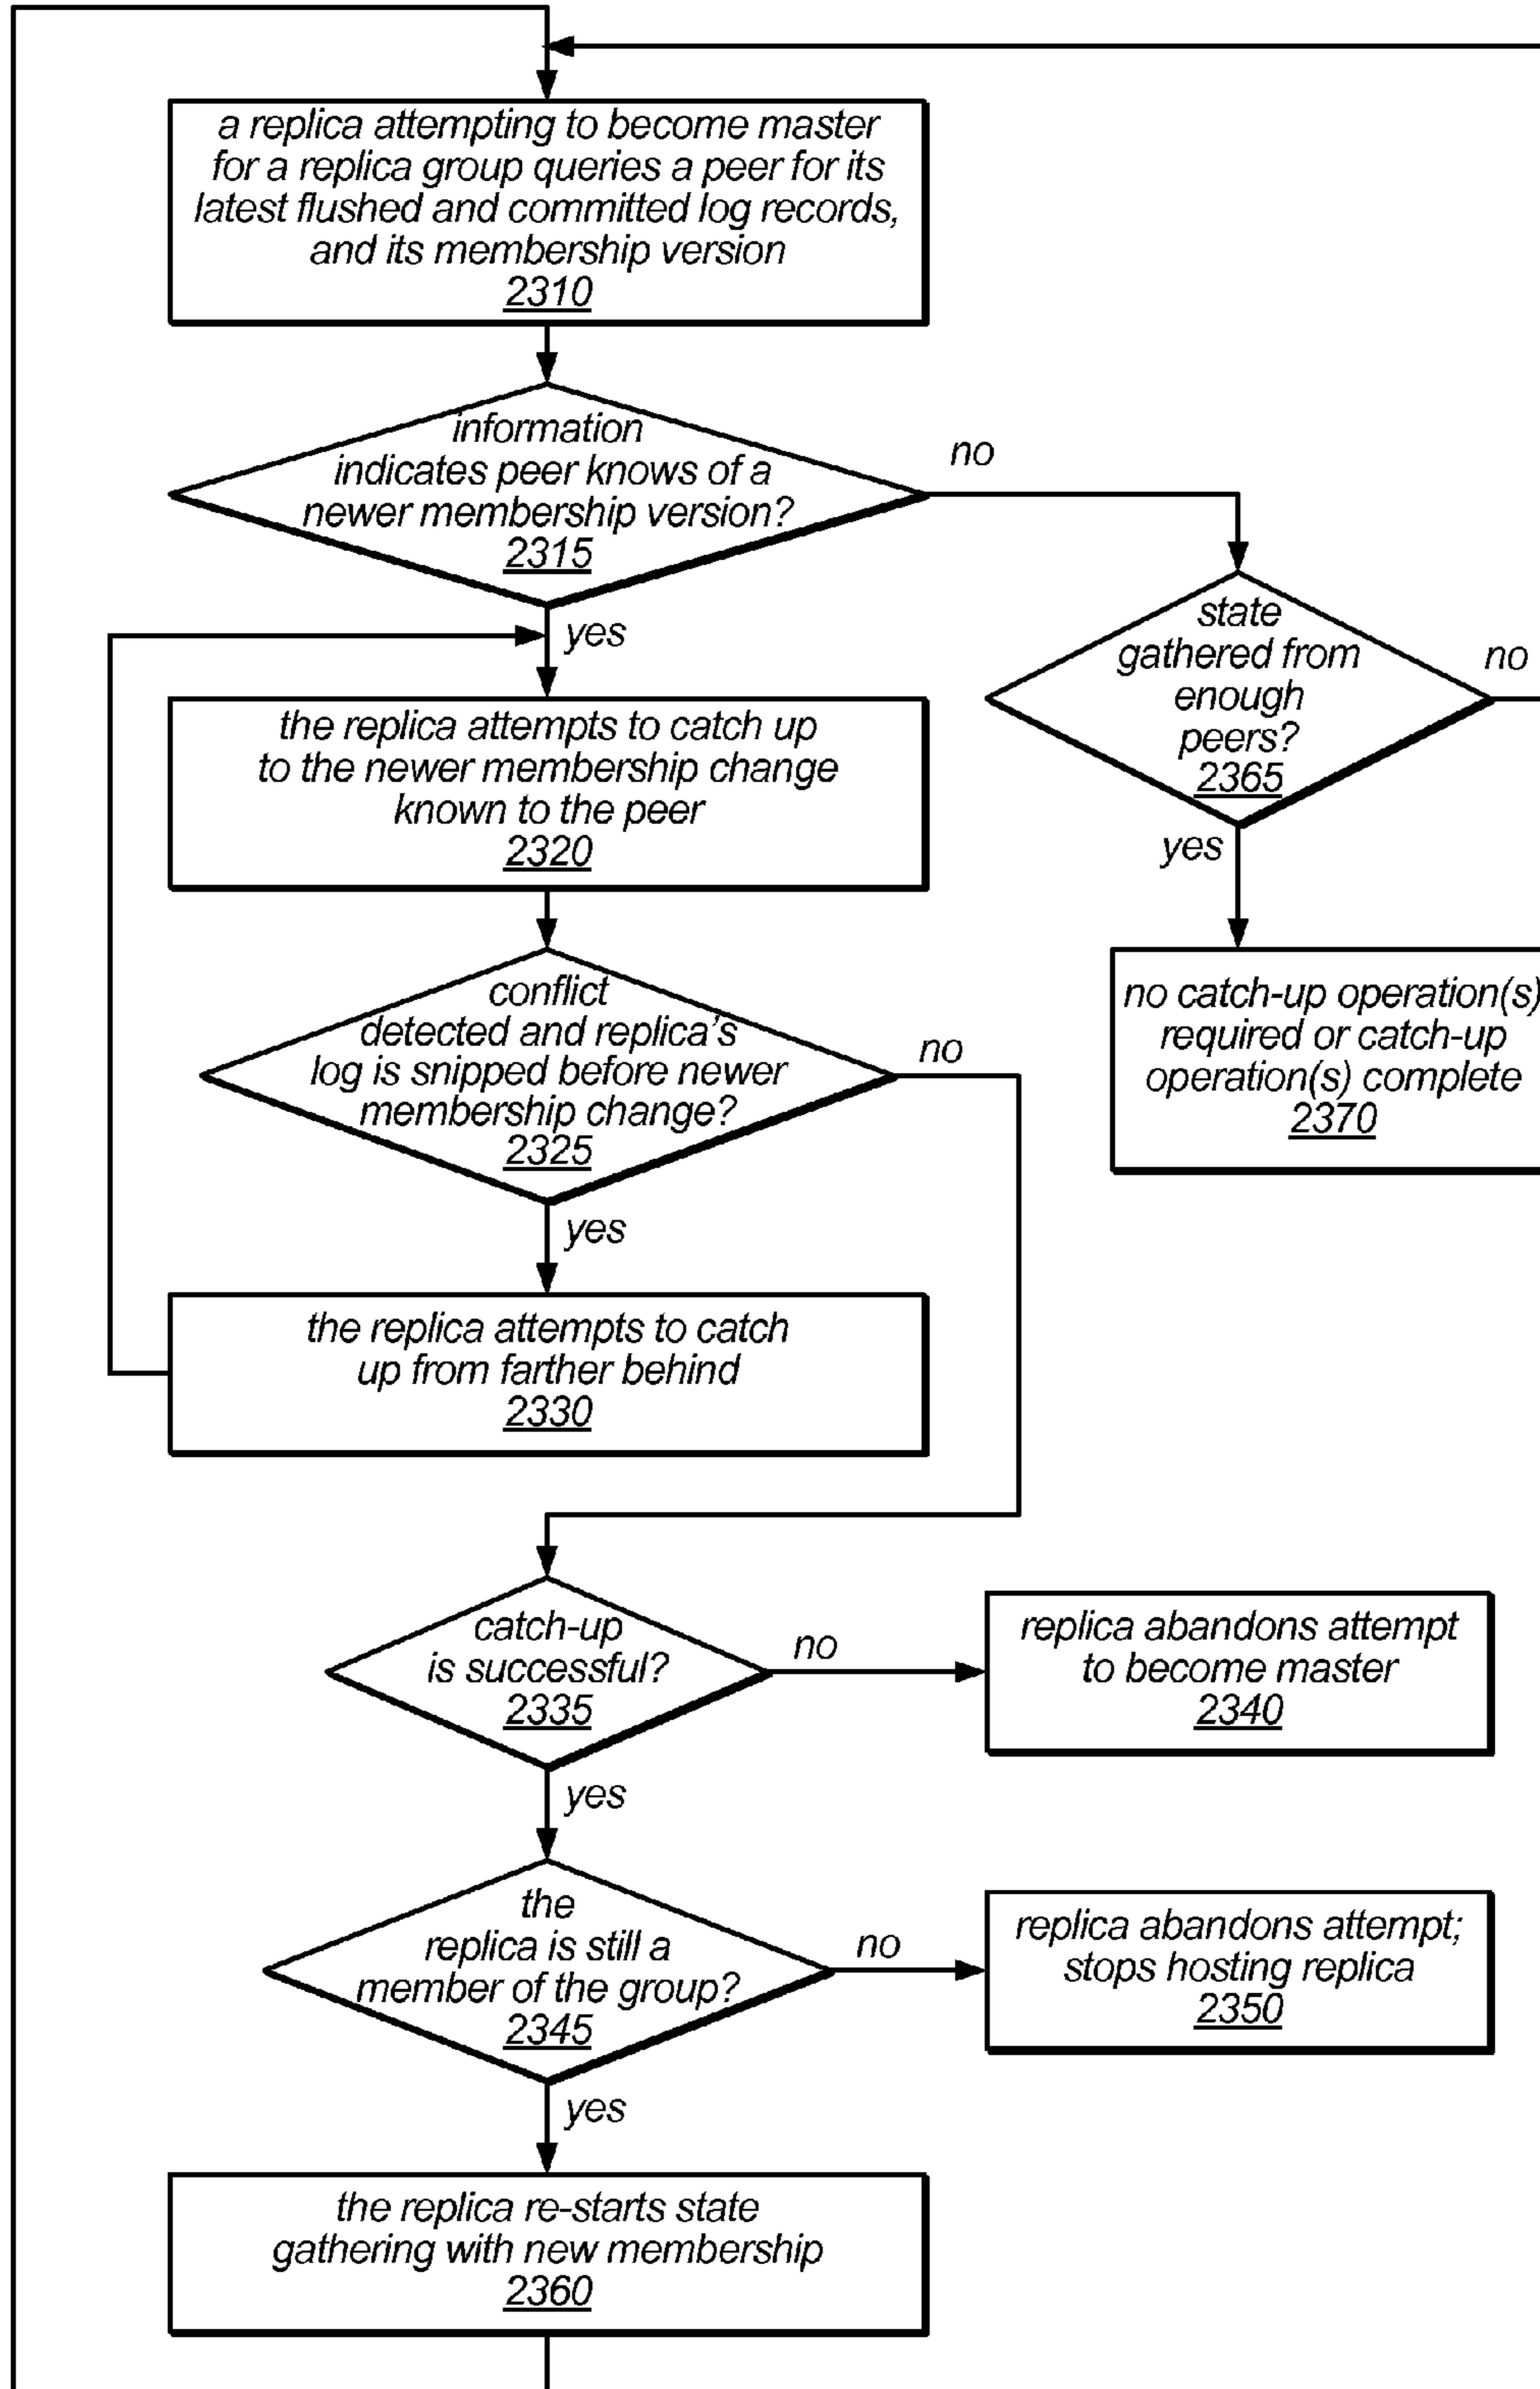 a replica attempting to become master
for a replica group queries a peer for its
latest flushed and committed log records,
and its membership version
2310
information
indicates peer knows of a
newer membership version?
2315
no
yes
state
gathered from
enough
peers?
2365
no
yes
the replica attempts to catch up
to the newer membership change
known to the peer
2320
no catch-up operation(s)
required or catch-up
operation(s) complete
2370
conflict
detected and replica's
log is snipped before newer
membership change?
2325
no
yes
the replica attempts to catch
up from farther behind
2330
catch-up
is successful?
2335
no
replica abandons attempt
to become master
2340
yes
the
replica is still a
member of the group?
2345
no
replica abandons attempt;
stops hosting replica
2350
yes
the replica re-starts state
gathering with new membership
2360